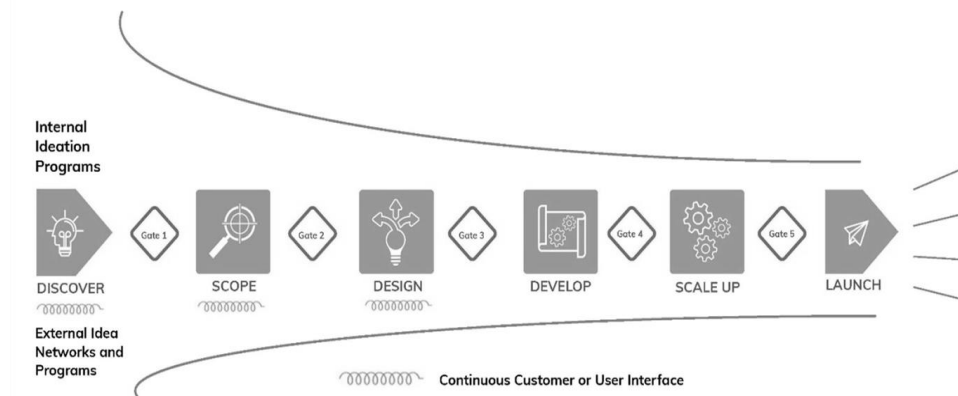 Internal
Ideation
Programs
Gate 1
Gate 2
Gate 3
Gate 4
Gate 5
DISCOVER
SCOPE
DESIGN
DEVELOP
SCALE UP
LAUNCH
External Idea
Networks and
Programs
Continuous Customer or User Interface